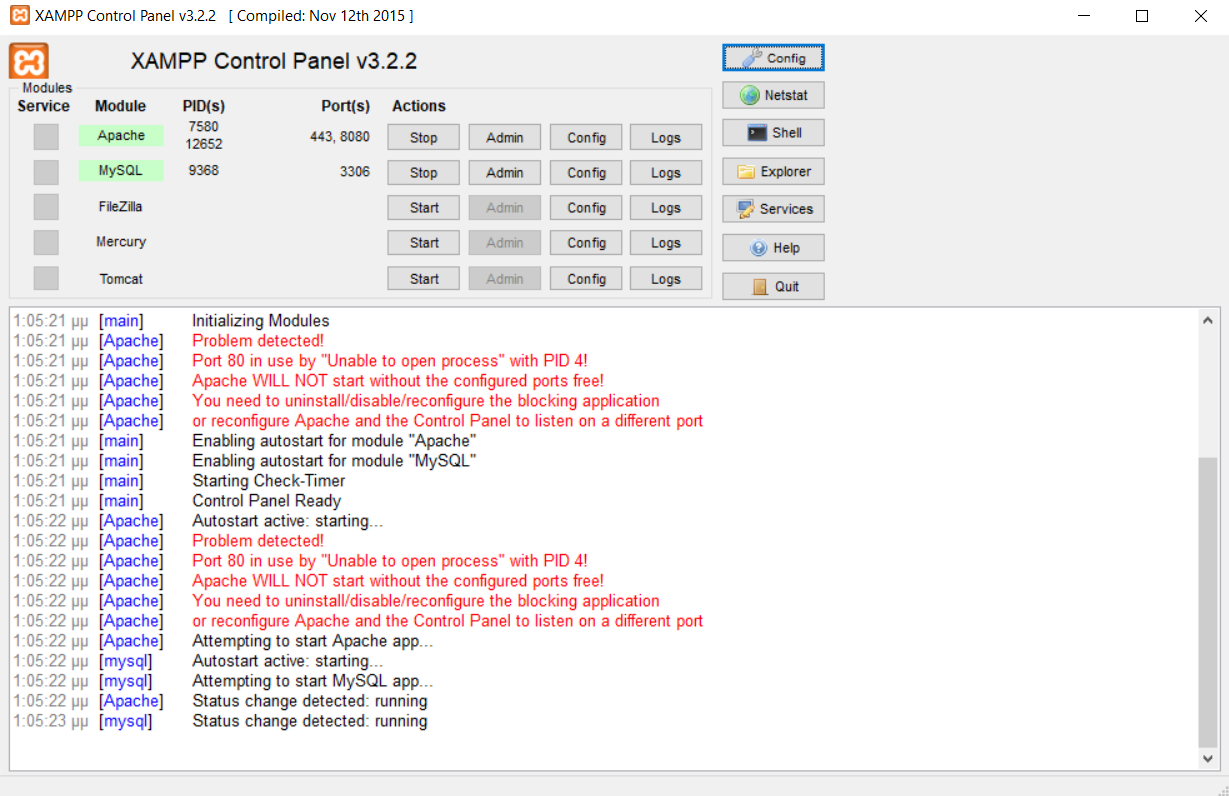 XAMPP Control Panel v3.2.2 [ Compiled: Nov 12th 2015 ]
XAMPP Control Panel v3.2.2
Config
Modules
Service Module PID(s) Port(s) Actions
Netstat
Apache 7580 12652 443, 8080 Stop Admin Config Logs
Shell
MySQL 9368 3306 Stop Admin Config Logs
Explorer
FileZilla Start Admin Config Logs
Services
Mercury Start Admin Config Logs
Help
Tomcat Start Admin Config Logs
Quit
1:05:21 μμ [main] Initializing Modules
1:05:21 μμ [Apache] Problem detected!
1:05:21 μμ [Apache] Port 80 in use by "Unable to open process" with PID 4!
1:05:21 μμ [Apache] Apache WILL NOT start without the configured ports free!
1:05:21 μμ [Apache] You need to uninstall/disable/reconfigure the blocking application
1:05:21 μμ [Apache] or reconfigure Apache and the Control Panel to listen on a different port
1:05:21 μμ [main] Enabling autostart for module "Apache"
1:05:21 μμ [main] Enabling autostart for module "MySQL"
1:05:21 μμ [main] Starting Check-Timer
1:05:21 μμ [main] Control Panel Ready
1:05:22 μμ [Apache] Autostart active: starting...
1:05:22 μμ [Apache] Problem detected!
1:05:22 μμ [Apache] Port 80 in use by "Unable to open process" with PID 4!
1:05:22 μμ [Apache] Apache WILL NOT start without the configured ports free!
1:05:22 μμ [Apache] You need to uninstall/disable/reconfigure the blocking application
1:05:22 μμ [Apache] or reconfigure Apache and the Control Panel to listen on a different port
1:05:22 μμ [Apache] Attempting to start Apache app...
1:05:22 μμ [mysql] Autostart active: starting...
1:05:22 μμ [mysql] Attempting to start MySQL app...
1:05:22 μμ [Apache] Status change detected: running
1:05:23 μμ [mysql] Status change detected: running